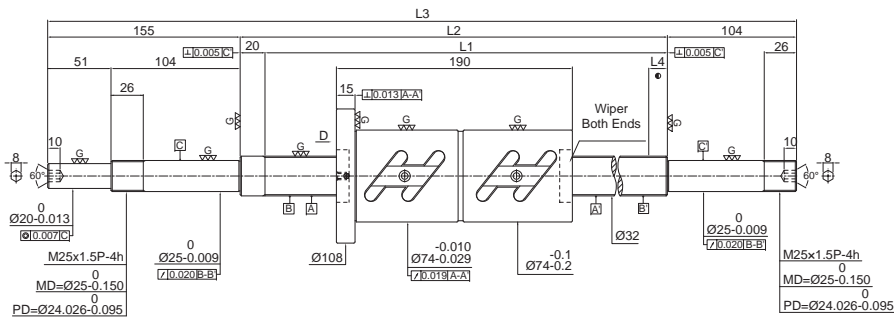 L3
155
L2
104
⊥ 0.005 C
20
L1
⊥ 0.005 C
26
51
104
190
L4
26
15
⊥ 0.013 A-A'
Wiper
Both Ends
G
G
G
D
G
G
G
G
10
G
C
G
C
G
10
8
60°
60°
8
B
A
A'
B'
0
Ø20-0.013
◎ 0.007 C
0
Ø25-0.009
↗ 0.020 B-B'
Ø108
-0.010
Ø74-0.029
↗ 0.019 A-A'
-0.1
Ø74-0.2
Ø32
0
Ø25-0.009
↗ 0.020 B-B'
M25x1.5P-4h
0
MD=Ø25-0.150
0
PD=Ø24.026-0.095
M25×1.5P-4h
0
MD=Ø25-0.150
0
PD=Ø24.026-0.095